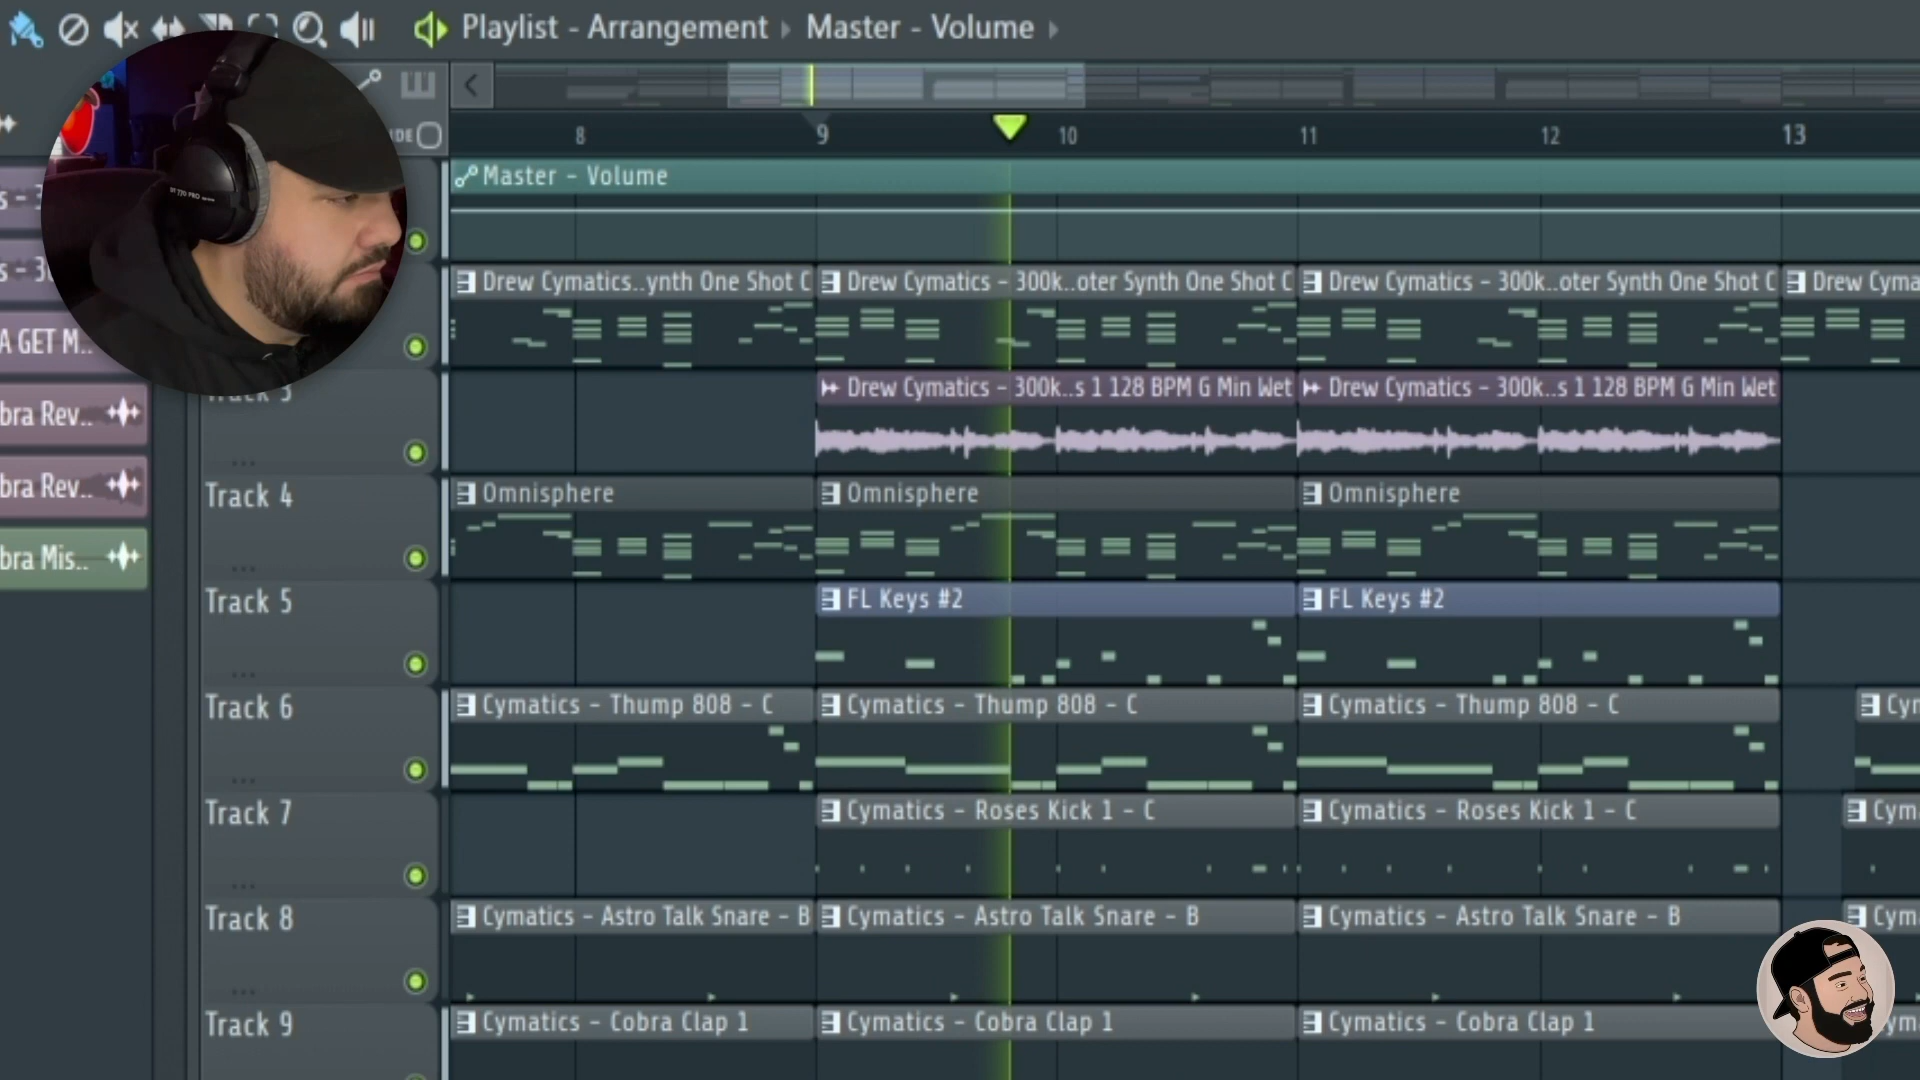 Playlist - Arrangement ▸ Master - Volume ▸
8 9 10 11 12 13
Master - Volume
Drew Cymatics..ynth One Shot C
Drew Cymatics - 300k..oter Synth One Shot C
Drew Cymatics - 300k..oter Synth One Shot C
Drew Cyma
A GET M..
Drew Cymatics - 300k..s 1 128 BPM G Min Wet
Drew Cymatics - 300k..s 1 128 BPM G Min Wet
bra Rev..
bra Rev..
Track 4
Omnisphere
Omnisphere
Omnisphere
bra Mis..
Track 5
FL Keys #2
FL Keys #2
Track 6
Cymatics - Thump 808 - C
Cymatics - Thump 808 - C
Cymatics - Thump 808 - C
Cyr
Track 7
Cymatics - Roses Kick 1 - C
Cymatics - Roses Kick 1 - C
Cym
Track 8
Cymatics - Astro Talk Snare - B
Cymatics - Astro Talk Snare - B
Cymatics - Astro Talk Snare - B
Cym
Track 9
Cymatics - Cobra Clap 1
Cymatics - Cobra Clap 1
Cymatics - Cobra Clap 1